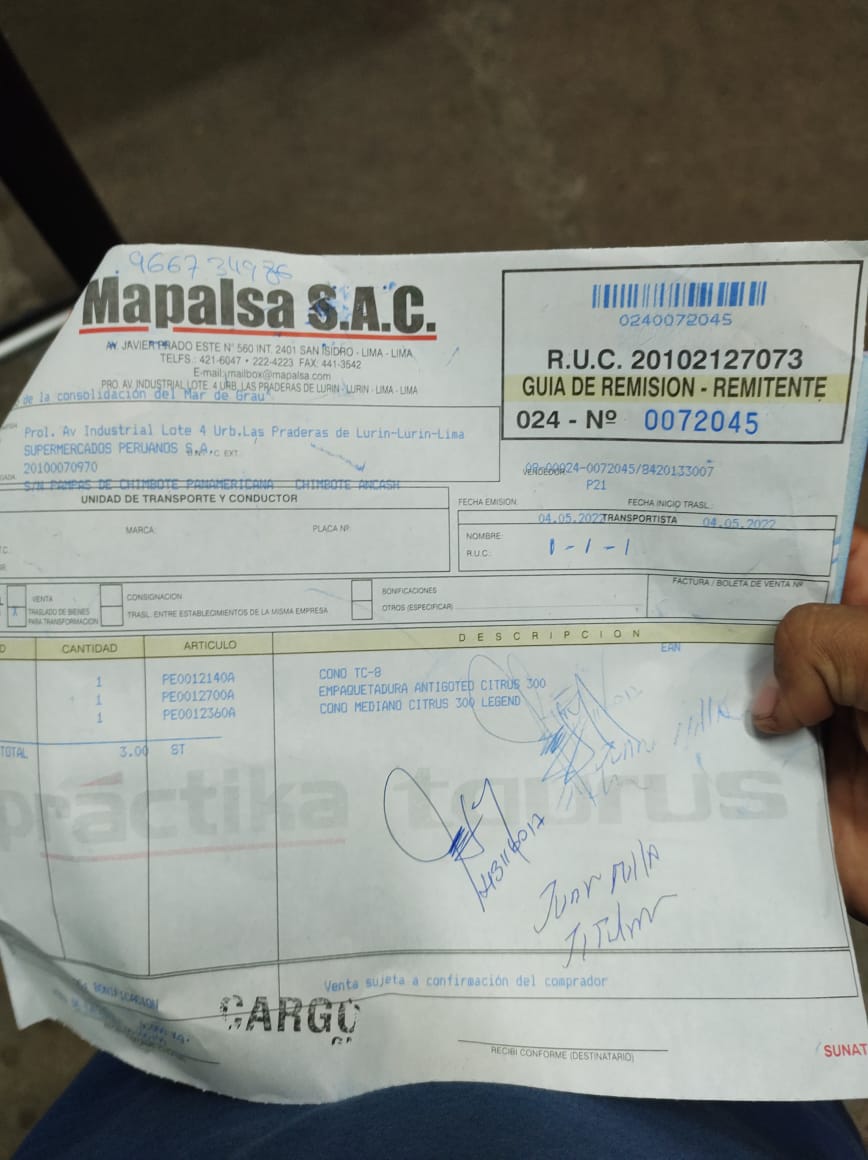 966734986
Mapalsa S.A.C.
AV. JAVIER PRADO ESTE N° 560 INT. 2401 SAN ISIDRO - LIMA - LIMA
TELFS.: 421-6047 • 222-4223 FAX: 441-3542
E-mail:mailbox@mapalsa.com
PRO. AV. INDUSTRIAL LOTE 4 URB. LAS PRADERAS DE LURIN - LURIN - LIMA - LIMA
de la consolidación del Mar de Grau"
0240072045
R.U.C. 20102127073
GUIA DE REMISION - REMITENTE
024 - Nº 0072045
Prol. Av Industrial Lote 4 Urb.Las Praderas de Lurin-Lurin-Lima
SUPERMERCADOS PERUANOS S.A.
20100070970
S/N PAMPAS DE CHIMBOTE PANAMERICANA CHIMBOTE ANCASH
VENDEDOR:
09-00024-0072045/8420133007
P21
UNIDAD DE TRANSPORTE Y CONDUCTOR
MARCA: PLACA Nº:
FECHA EMISION: FECHA INICIO TRASL.:
04.05.2022 TRANSPORTISTA 04.05.2022
NOMBRE:
R.U.C.: 1 - 1 - 1
VENTA CONSIGNACION BONIFICACIONES FACTURA / BOLETA DE VENTA Nº
X TRASLADO DE BIENES PARA TRANSFORMACION TRASL. ENTRE ESTABLECIMIENTOS DE LA MISMA EMPRESA OTROS (ESPECIFICAR)
CANTIDAD ARTICULO DESCRIPCION
EAN
1 PE0012140A CONO TC-8
1 PE0012700A EMPAQUETADURA ANTIGOTEO CITRUS 300
1 PE0012360A CONO MEDIANO CITRUS 300 LEGEND
TOTAL 3.00 ST
práktika taurus
43116017
Juan Milla
Venta sujeta a confirmación del comprador
CARGO
RECIBI CONFORME (DESTINATARIO)
SUNAT